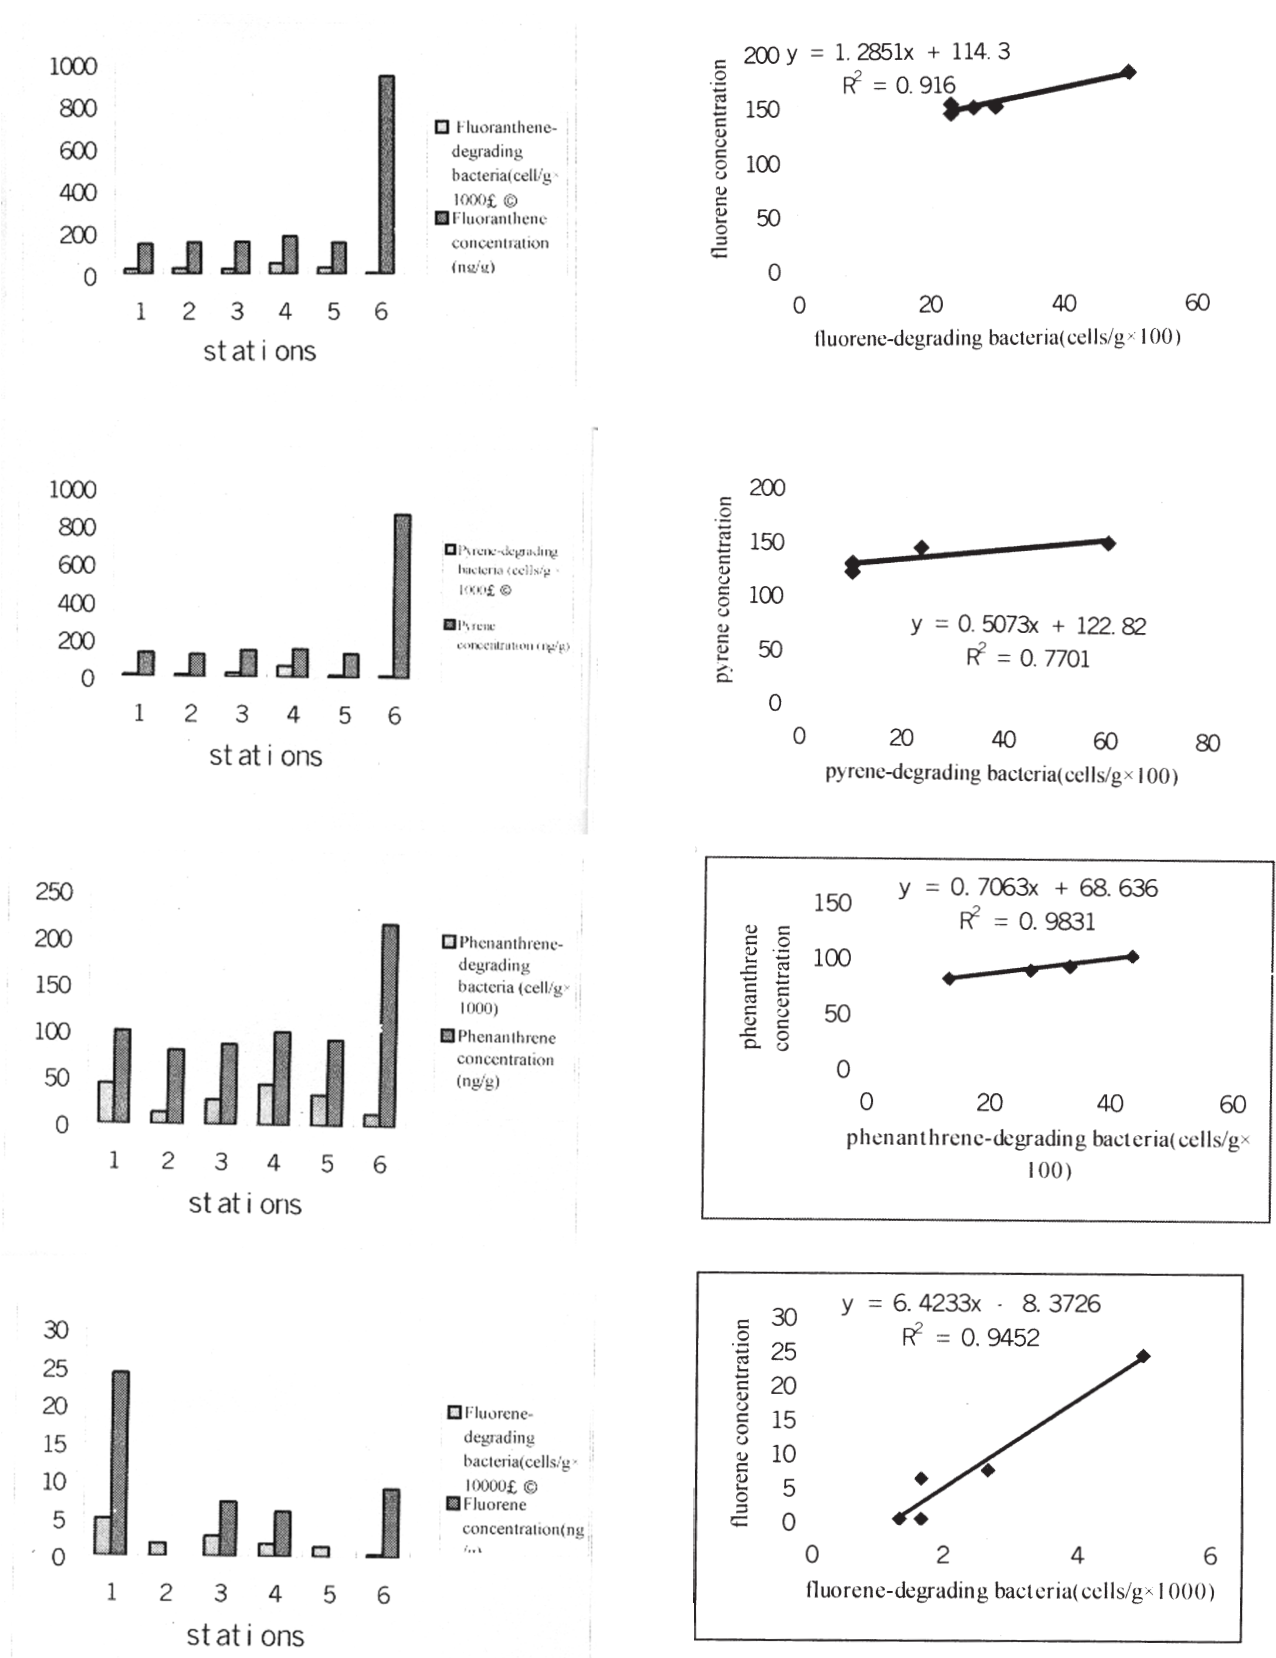 1000
800
600
400
200
0
1 2 3 4 5 6
stations
Fluoranthene-
degrading
bacteria(cell/g×
1000£ ©
Fluoranthene
concentration
(ng/g)
200 y = 1.2851x + 114.3
R² = 0.916
150
100
50
0
0 20 40 60
fluorene concentration
fluorene-degrading bacteria(cells/g×100)
1000
800
600
400
200
0
1 2 3 4 5 6
stations
Pyrene-degrading
bacteria (cells/g ×
1000£ ©
Pyrene
concentration (ng/g)
200
150
100
50
0
y = 0.5073x + 122.82
R² = 0.7701
0 20 40 60 80
pyrene concentration
pyrene-degrading bacteria(cells/g×100)
250
200
150
100
50
0
1 2 3 4 5 6
stations
Phenanthrene-
degrading
bacteria (cell/g×
1000)
Phenanthrene
concentration
(ng/g)
y = 0.7063x + 68.636
R² = 0.9831
150
100
50
0
0 20 40 60
phenanthrene
concentration
phenanthrene-degrading bacteria(cells/g×
100)
30
25
20
15
10
5
0
1 2 3 4 5 6
stations
Fluorene-
degrading
bacteria(cells/g×
10000£ ©
Fluorene
concentration(ng
y = 6.4233x - 8.3726
R² = 0.9452
30
25
20
15
10
5
0
0 2 4 6
fluorene concentration
fluorene-degrading bacteria(cells/g×1000)